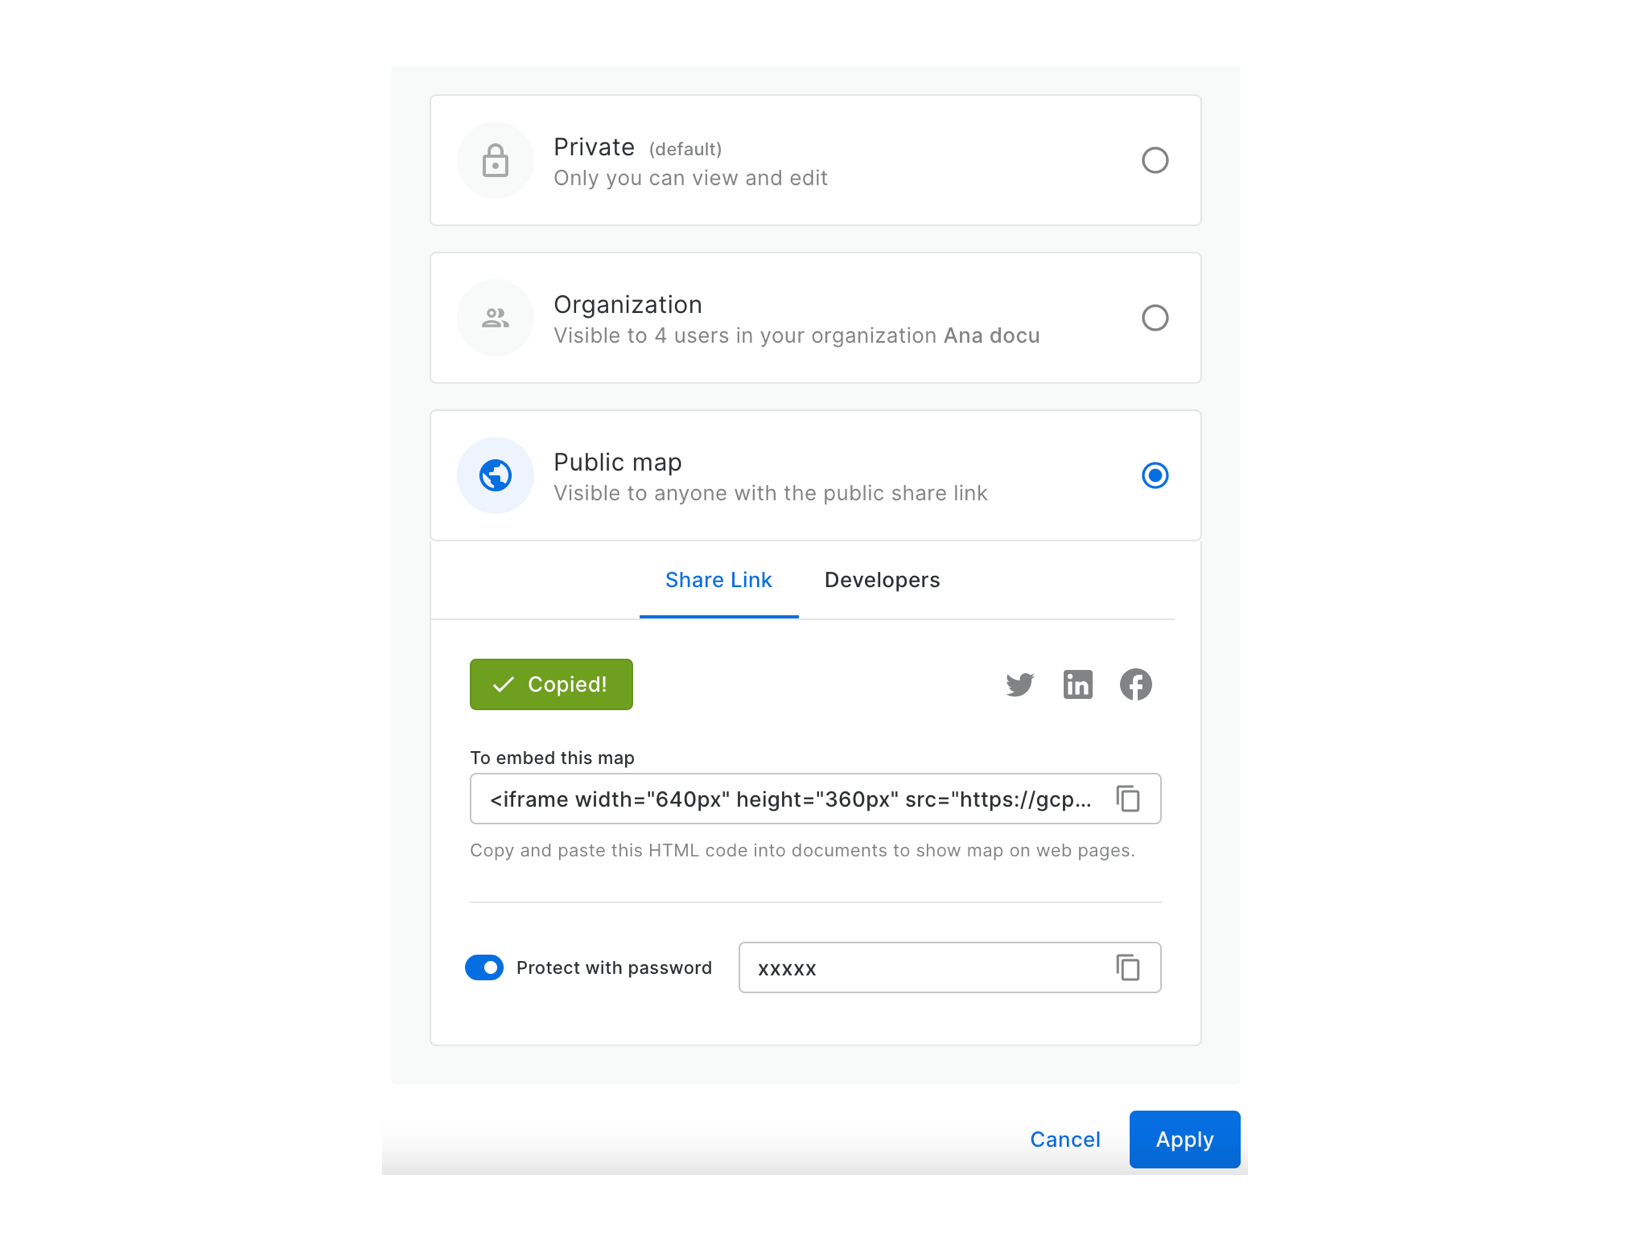 Private (default)
Only you can view and edit
Organization
Visible to 4 users in your organization Ana docu
Public map
Visible to anyone with the public share link
Share Link Developers
Copied!
To embed this map
<iframe width="640px" height="360px" src="https://gcp...
Copy and paste this HTML code into documents to show map on web pages.
Protect with password xxxxx
Cancel Apply